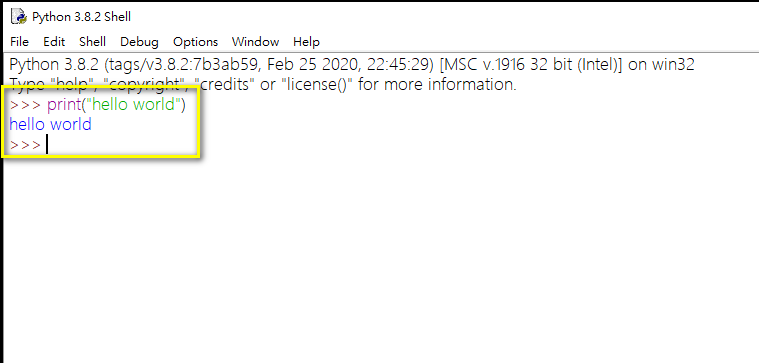 Python 3.8.2 Shell
File Edit Shell Debug Options Window Help
Python 3.8.2 (tags/v3.8.2:7b3ab59, Feb 25 2020, 22:45:29) [MSC v.1916 32 bit (Intel)] on win32
Type "help", "copyright", "credits" or "license()" for more information.
>>> print("hello world")
hello world
>>>